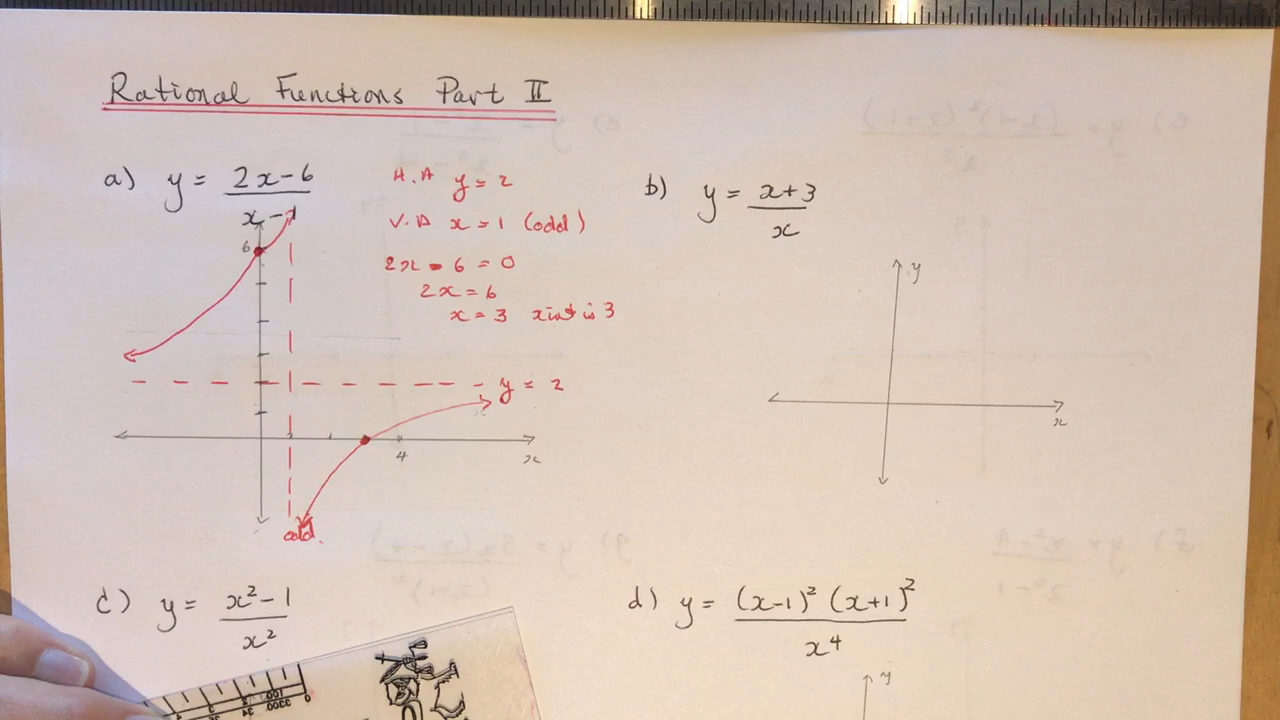 Rational Functions Part II
a) y = 2x-6 / x-1
H.A y = 2
V.A x = 1 (odd)
2x - 6 = 0
2x = 6
x = 3 x int is 3
6
y = 2
4
x
odd
b) y = x+3 / x
y
x
c) y = x²-1 / x²
d) y = (x-1)² (x+1)² / x⁴
y